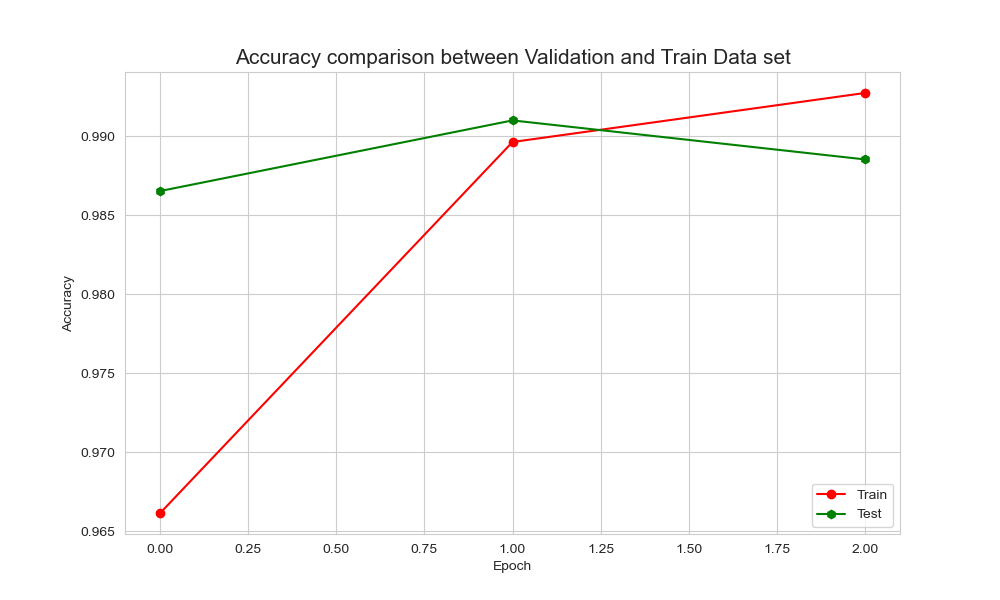 Accuracy comparison between Validation and Train Data set
0.990
0.985
0.980
0.975
0.970
0.965
Accuracy
0.00 0.25 0.50 0.75 1.00 1.25 1.50 1.75 2.00
Epoch
Train
Test